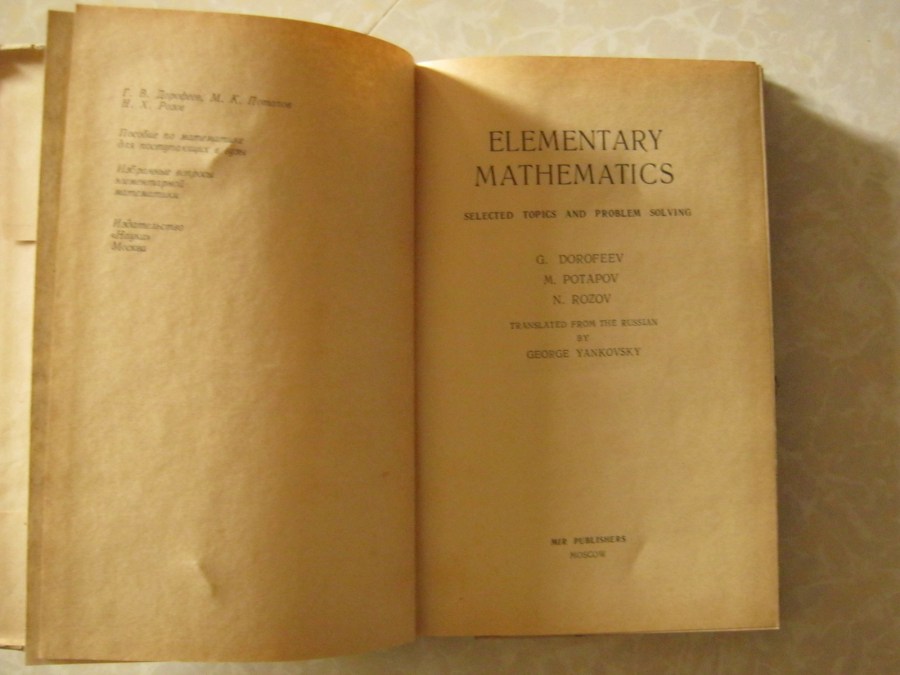 Г. В. Дорофеев, М. К. Потапов
Н. Х. Розов
Пособие по математике
для поступающих в вузы
Избранные вопросы
элементарной
математики
Издательство
«Наука»
Москва
ELEMENTARY
MATHEMATICS
SELECTED TOPICS AND PROBLEM SOLVING
G. DOROFEEV
M. POTAPOV
N. ROZOV
TRANSLATED FROM THE RUSSIAN
BY
GEORGE YANKOVSKY
MIR PUBLISHERS
MOSCOW